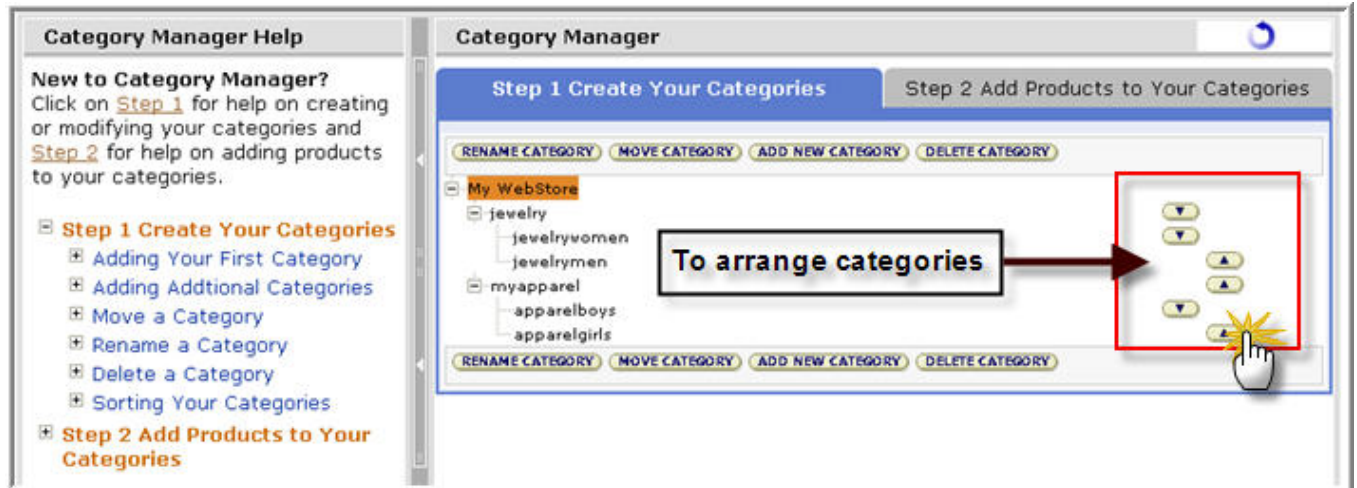 Category Manager Help
New to Category Manager?
Click on Step 1 for help on creating
or modifying your categories and
Step 2 for help on adding products
to your categories.
Step 1 Create Your Categories
Adding Your First Category
Adding Addtional Categories
Move a Category
Rename a Category
Delete a Category
Sorting Your Categories
Step 2 Add Products to Your
Categories
Category Manager
Step 1 Create Your Categories
Step 2 Add Products to Your Categories
RENAME CATEGORY MOVE CATEGORY ADD NEW CATEGORY DELETE CATEGORY
My WebStore
jewelry
jewelrywomen
jewelrymen
myapparel
apparelboys
apparelgirls
To arrange categories
RENAME CATEGORY MOVE CATEGORY ADD NEW CATEGORY DELETE CATEGORY